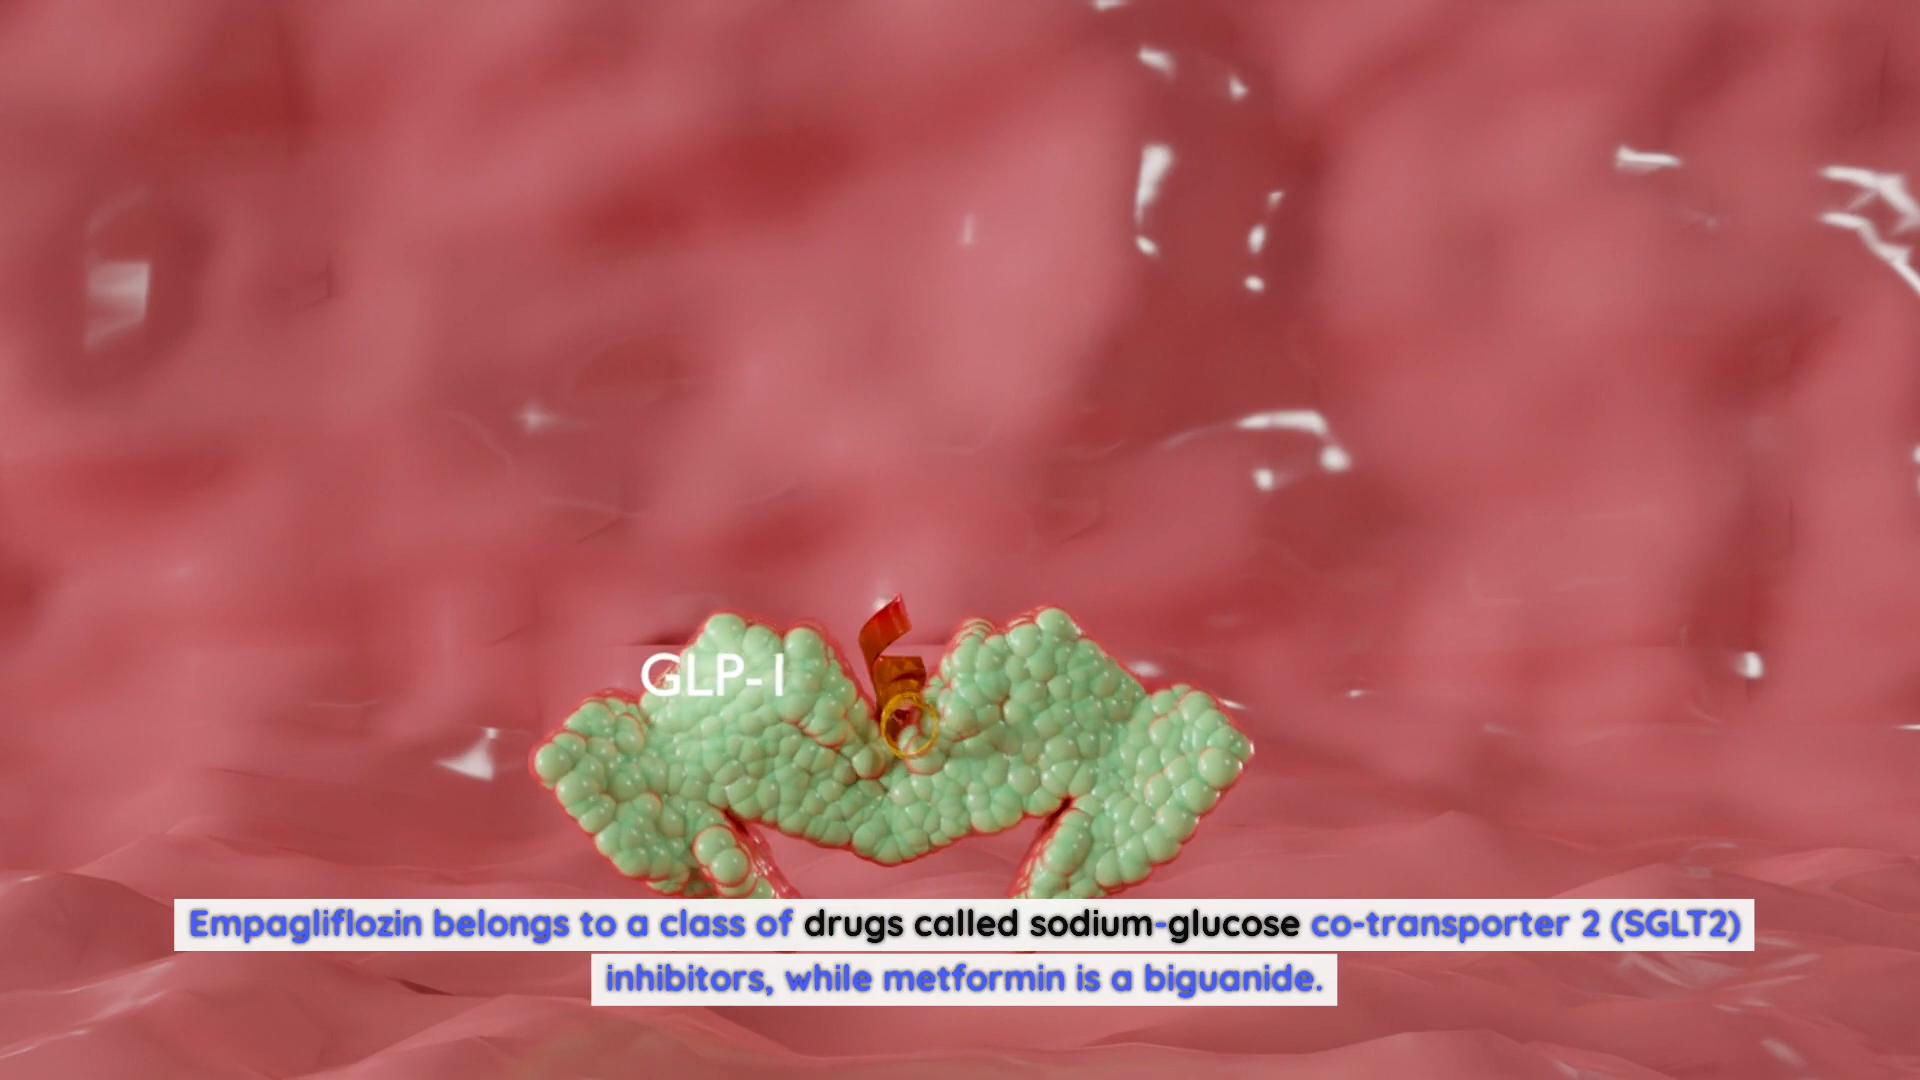 GLP-1
Empagliflozin belongs to a class of drugs called sodium-glucose co-transporter 2 (SGLT2)
inhibitors, while metformin is a biguanide.